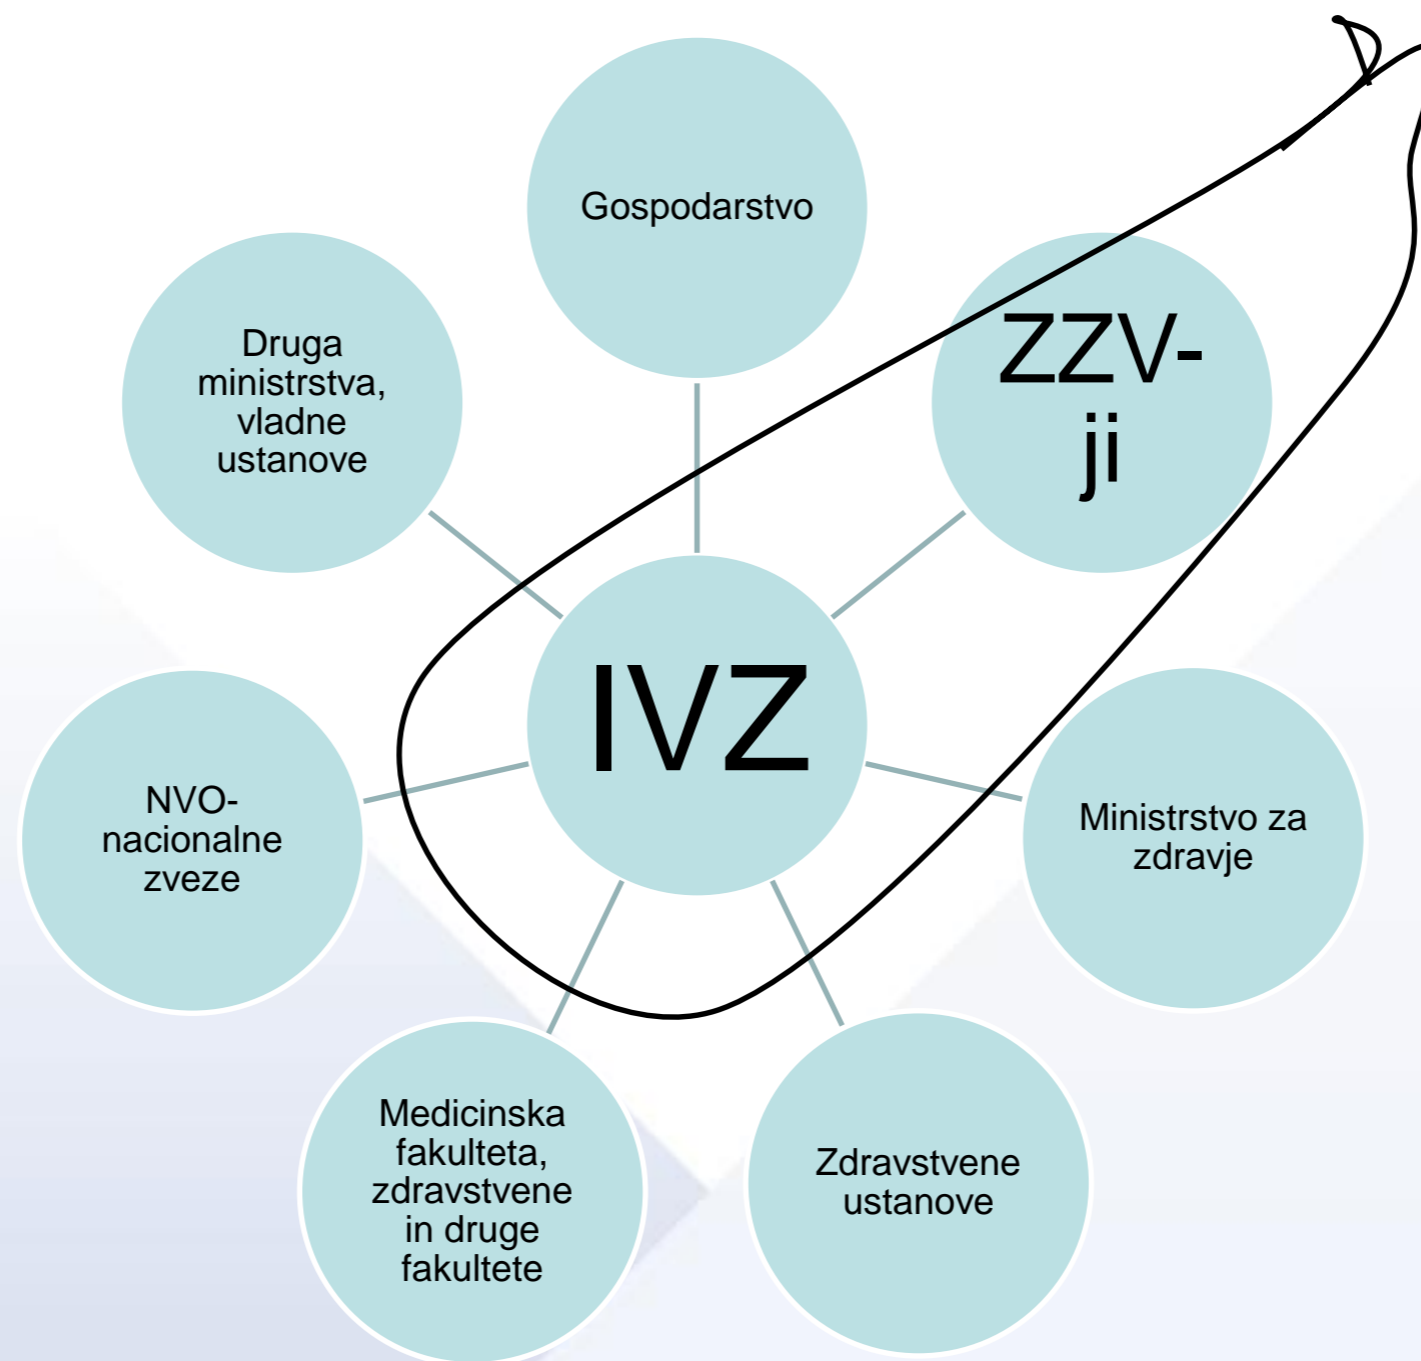 Gospodarstvo
Druga
ministrstva,
vladne
ustanove
ZZV-
ji
IVZ
NVO-
nacionalne
zveze
Ministrstvo za
zdravje
Medicinska
fakulteta,
zdravstvene
in druge
fakultete
Zdravstvene
ustanove